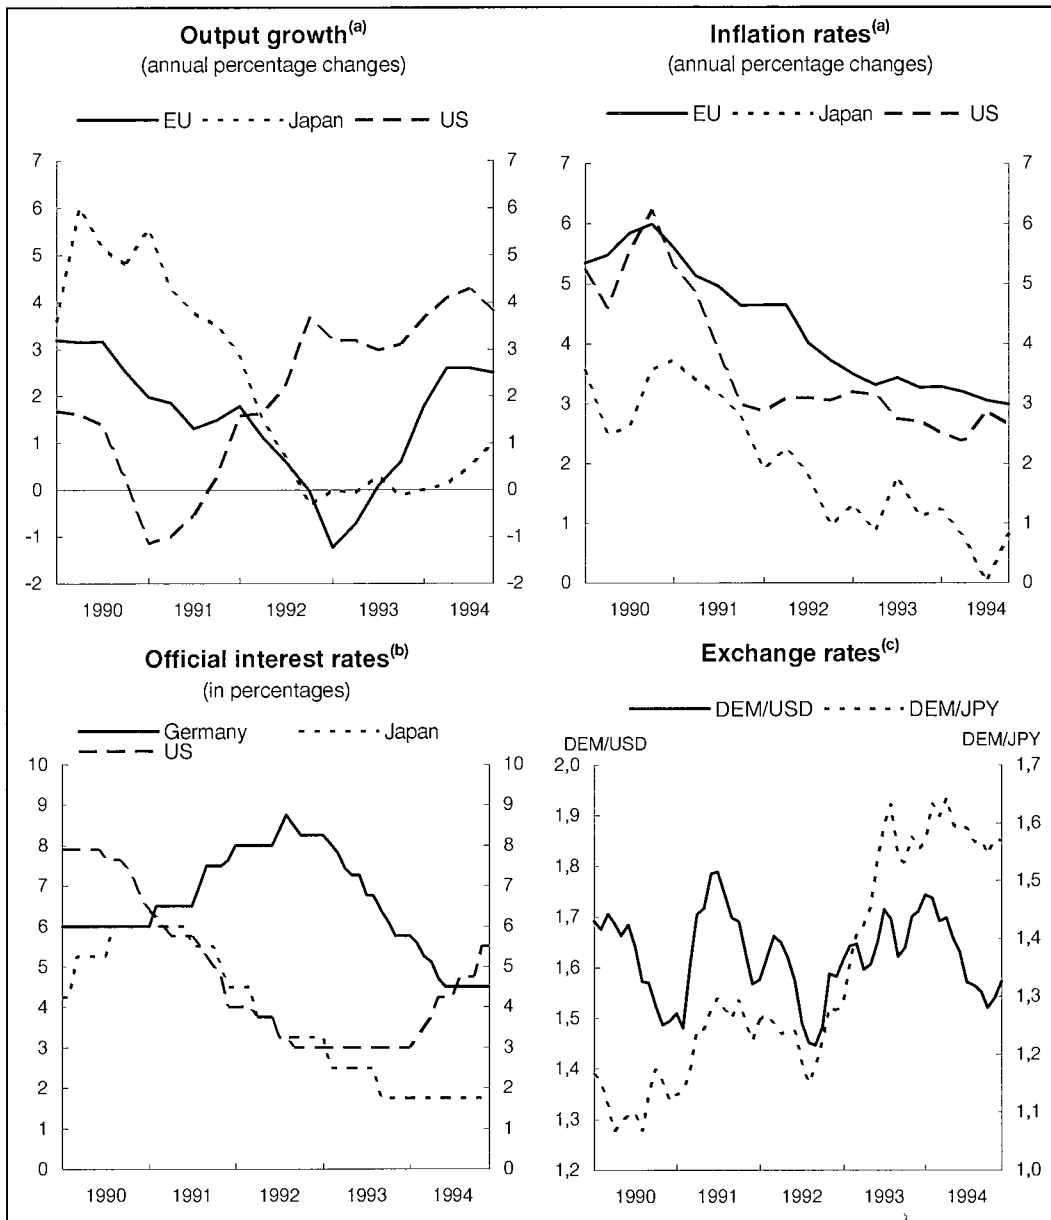 Output growth(a)
(annual percentage changes)
EU Japan US
7 7
6 6
5 5
4 4
3 3
2 2
1 1
0 0
-1 -1
-2 -2
1990 1991 1992 1993 1994
Inflation rates(a)
(annual percentage changes)
EU Japan US
7 7
6 6
5 5
4 4
3 3
2 2
1 1
0 0
1990 1991 1992 1993 1994
Official interest rates(b)
(in percentages)
Germany Japan
US
10 10
9 9
8 8
7 7
6 6
5 5
4 4
3 3
2 2
1 1
0 0
1990 1991 1992 1993 1994
Exchange rates(c)
DEM/USD DEM/JPY
DEM/USD DEM/JPY
2,0 1,7
1,9
1,6
1,8
1,5
1,7
1,4
1,6
1,3
1,5
1,2
1,4
1,1
1,3
1,2 1,0
1990 1991 1992 1993 1994